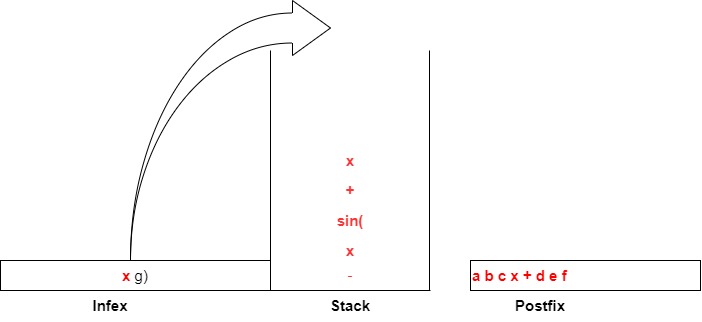 x
+
sin(
x
-
x g)
a b c x + d e f
Infex
Stack
Postfix